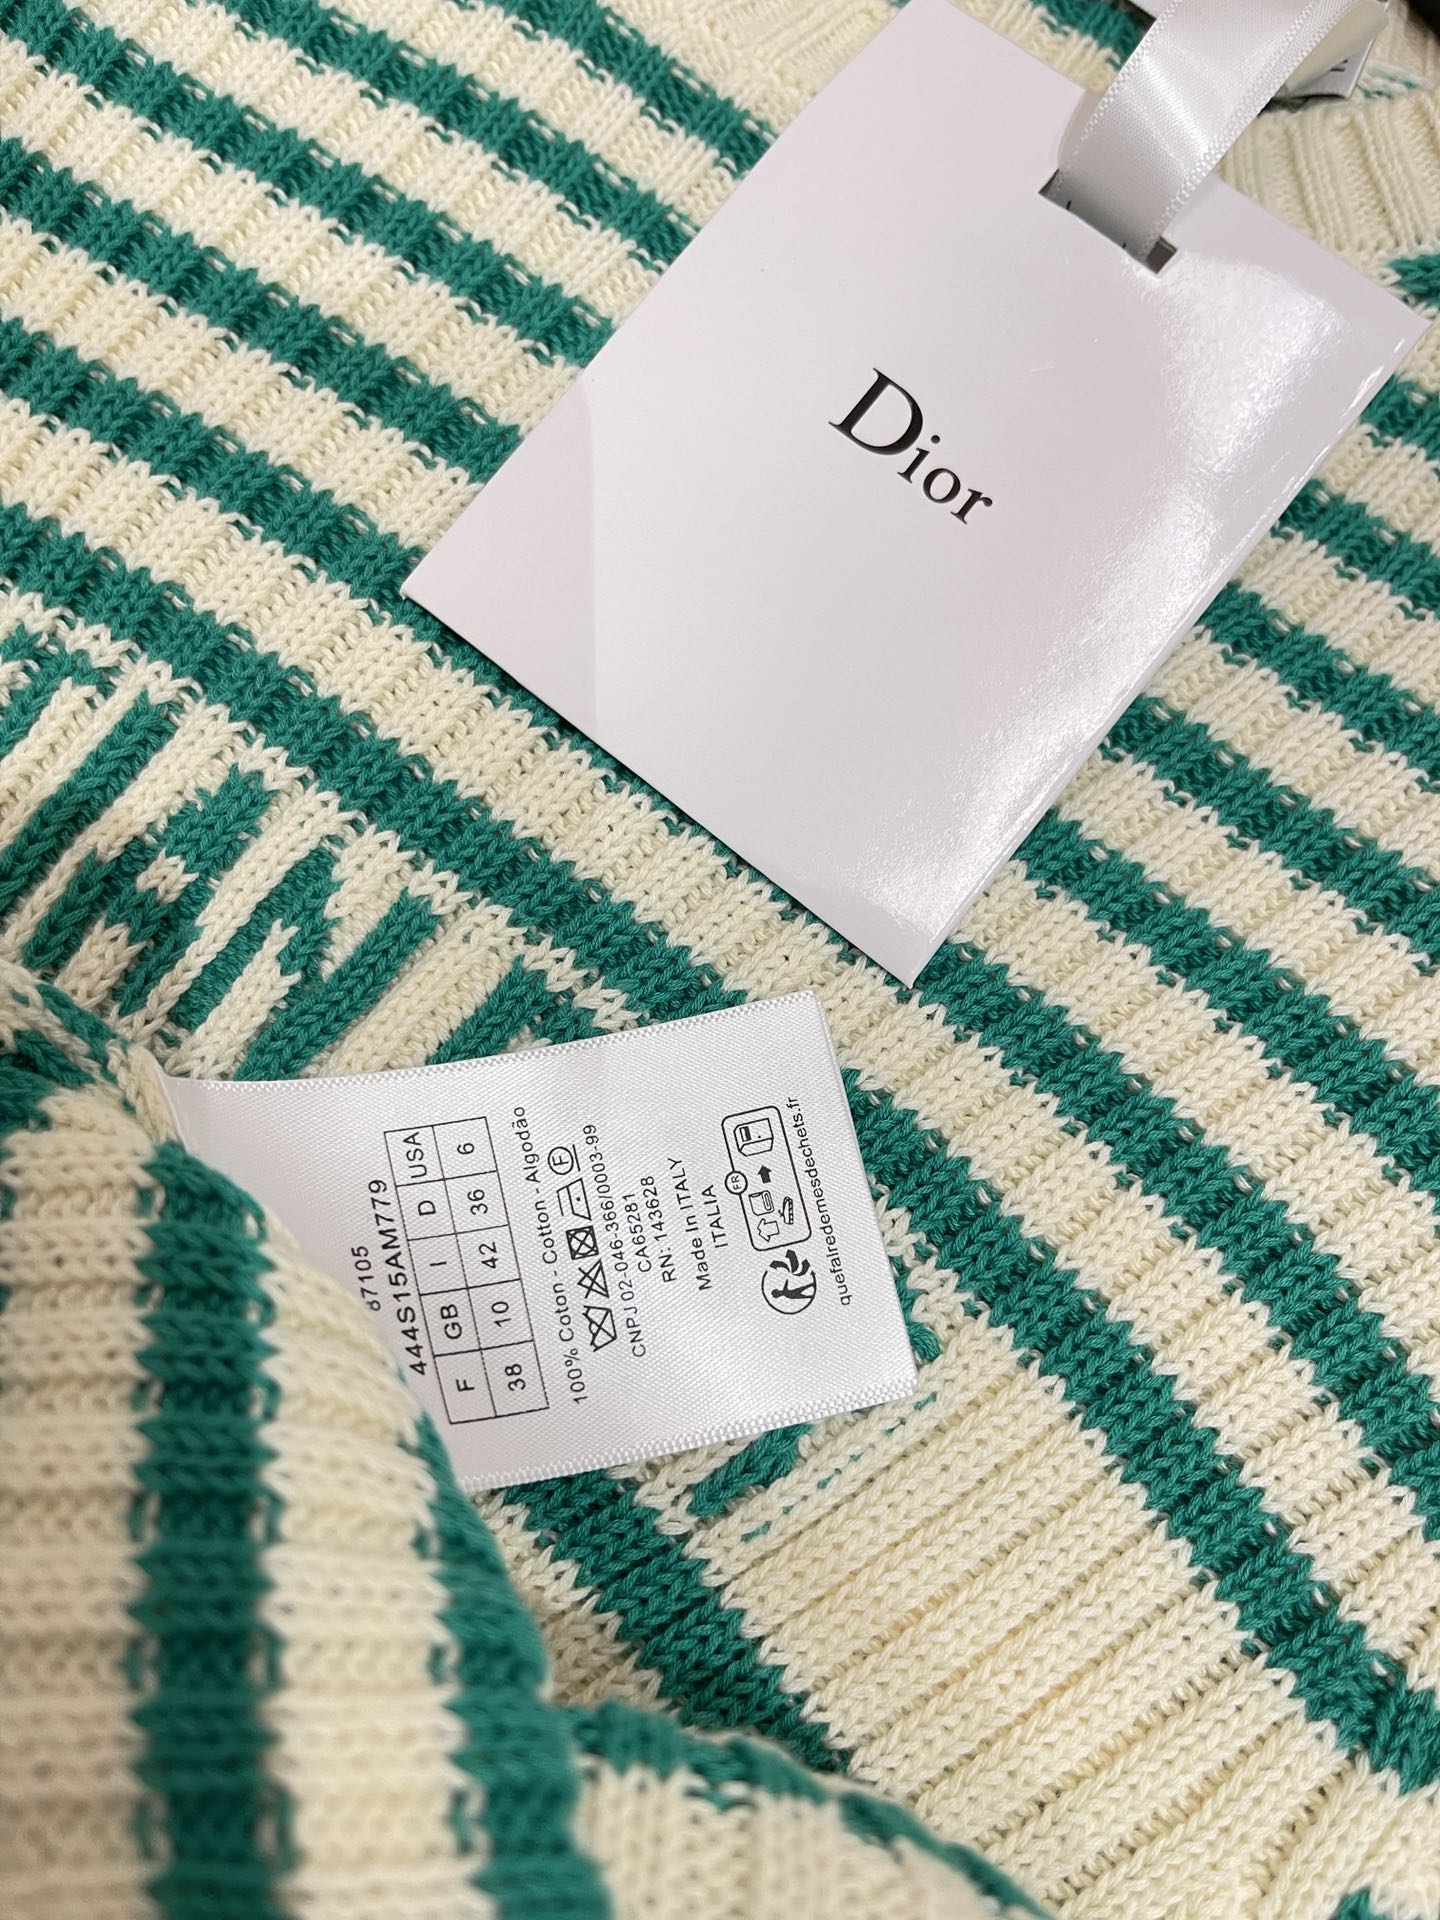 Dior
87105
444S15AM779
F GB I D USA
38 10 42 36 6
100% Coton - Cotton - Algodão
F
CNPJ 02-046-366/0003-99
CA65281
RN: 143628
Made In ITALY
ITALIA
FR
quefairedemesdechets.fr